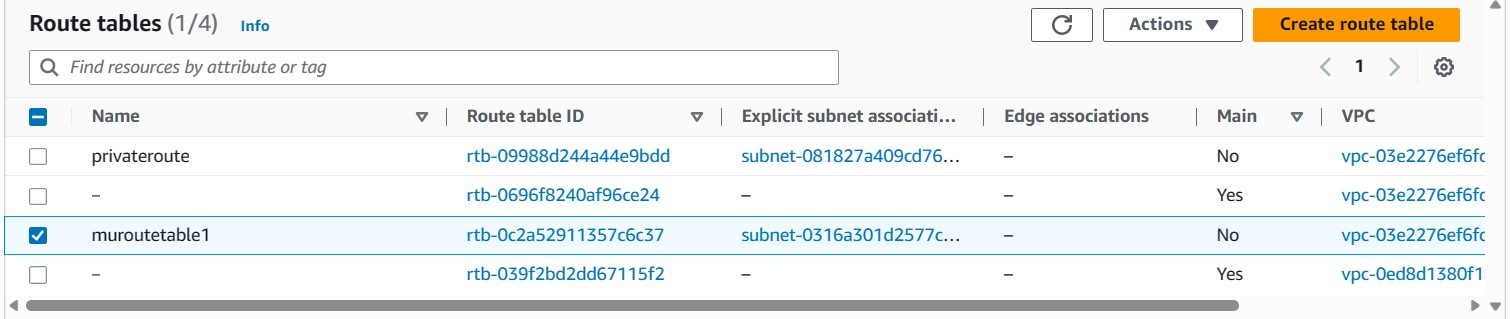 Route tables (1/4) Info Actions Create route table
Find resources by attribute or tag 1
Name Route table ID Explicit subnet associati... Edge associations Main VPC
privateroute rtb-09988d244a44e9bdd subnet-081827a409cd76... – No vpc-03e2276ef6fc
– rtb-0696f8240af96ce24 – – Yes vpc-03e2276ef6fc
muroutetable1 rtb-0c2a52911357c6c37 subnet-0316a301d2577c... – No vpc-03e2276ef6fc
– rtb-039f2bd2dd67115f2 – – Yes vpc-0ed8d1380f1